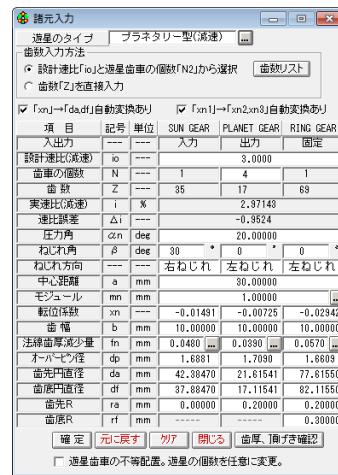 諸元入力
遊星のタイプ プラネタリー型(減速) ...
歯数入力方法
設計速比「io」と遊星歯車の個数「N2」から選択 歯数リスト
歯数「Z」を直接入力
「xn」→「da,df」自動変換あり 「xn1」→「xn2,xn3」自動変換あり
項 目 記号 単位 SUN GEAR PLANET GEAR RING GEAR
入出力 --- --- 入力 出力 固定
設計速比(減速) io --- 3.0000
歯車の個数 N --- 1 4 1
歯 数 Z --- 35 17 69
実速比(減速) i % 2.97143
速比誤差 Δi --- -0.9524
圧力角 αn deg 20.00000
ねじれ角 β deg 30 ° 0 ° 0 °
ねじれ方向 --- --- 右ねじれ 左ねじれ 左ねじれ
中心距離 a mm 30.00000
モジュール mn mm 1.00000 ...
転位係数 xn --- -0.01491 -0.00725 -0.02942
歯 幅 b mm 10.00000 10.00000 10.00000
法線歯厚減少量 fn mm 0.0480 ... 0.0390 ... 0.0570 ...
オーバーピン径 dp mm 1.6881 1.7090 1.6609
歯先円直径 da mm 42.38470 21.61541 77.61550
歯底円直径 df mm 37.88470 17.11541 82.11550
歯先R ra mm 0.00000 0.20000 0.20000
歯底R rf mm ----- ----- 0.30000
確 定 元に戻す クリア 閉じる 歯厚、頂げき確認
遊星歯車の不等配置。遊星の個数を任意に変更。